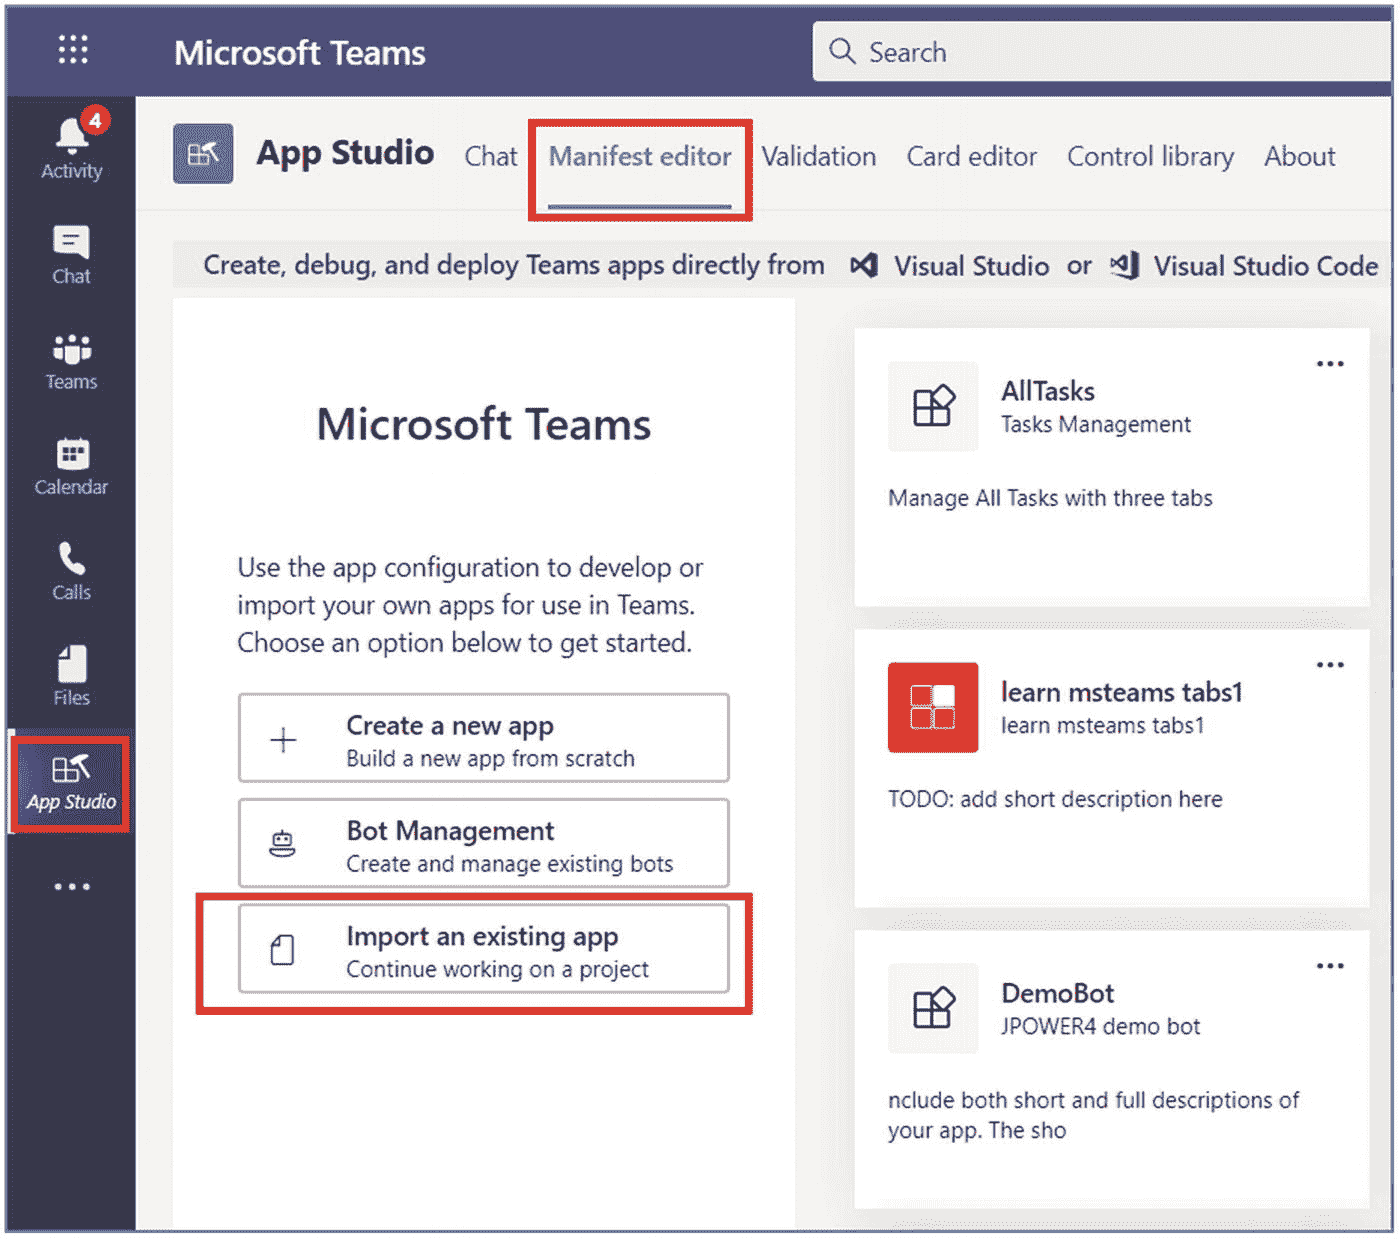 Microsoft Teams
Search
4
Activity
Chat
Teams
Calendar
Calls
Files
App Studio
App Studio Chat Manifest editor Validation Card editor Control library About
Create, debug, and deploy Teams apps directly from Visual Studio or Visual Studio Code
Microsoft Teams
Use the app configuration to develop or
import your own apps for use in Teams.
Choose an option below to get started.
Create a new app
Build a new app from scratch
Bot Management
Create and manage existing bots
Import an existing app
Continue working on a project
AllTasks
Tasks Management
Manage All Tasks with three tabs
learn msteams tabs1
learn msteams tabs1
TODO: add short description here
DemoBot
JPOWER4 demo bot
nclude both short and full descriptions of
your app. The sho